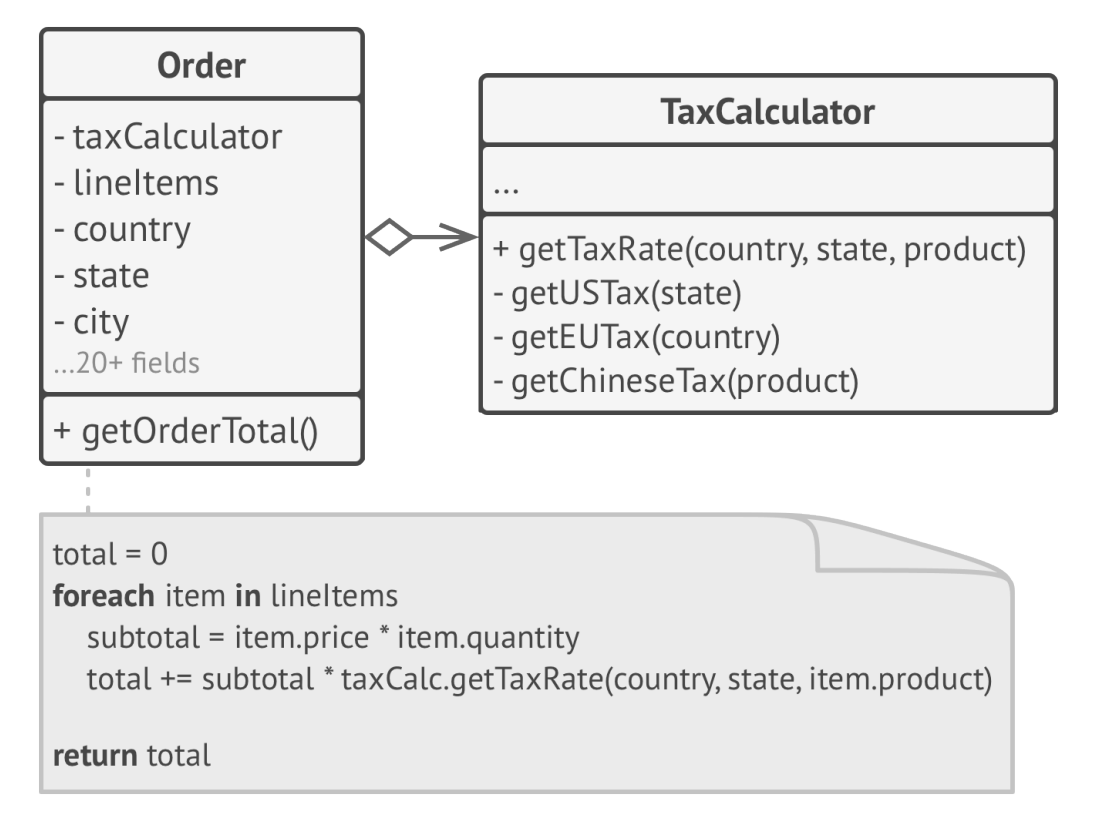 Order
- taxCalculator
- lineItems
- country
- state
- city
...20+ fields
+ getOrderTotal()
TaxCalculator
...
+ getTaxRate(country, state, product)
- getUSTax(state)
- getEUTax(country)
- getChineseTax(product)
total = 0
foreach item in lineItems
subtotal = item.price * item.quantity
total += subtotal * taxCalc.getTaxRate(country, state, item.product)
return total